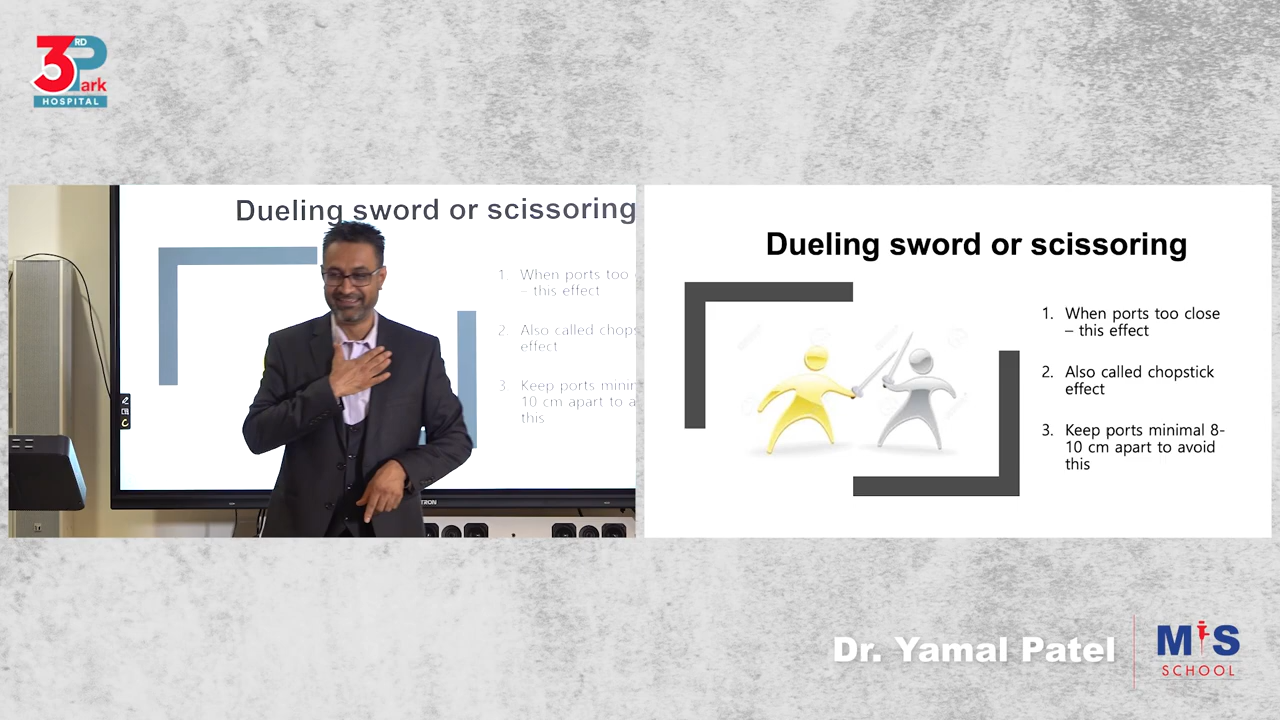 3RD Park
HOSPITAL
Dueling sword or scissoring
1. When ports too
– this effect
2. Also called chops
effect
3. Keep ports minim
10 cm apart to a
this
Dueling sword or scissoring
1. When ports too close
– this effect
2. Also called chopstick
effect
3. Keep ports minimal 8-
10 cm apart to avoid
this
Dr. Yamal Patel
MIS
SCHOOL